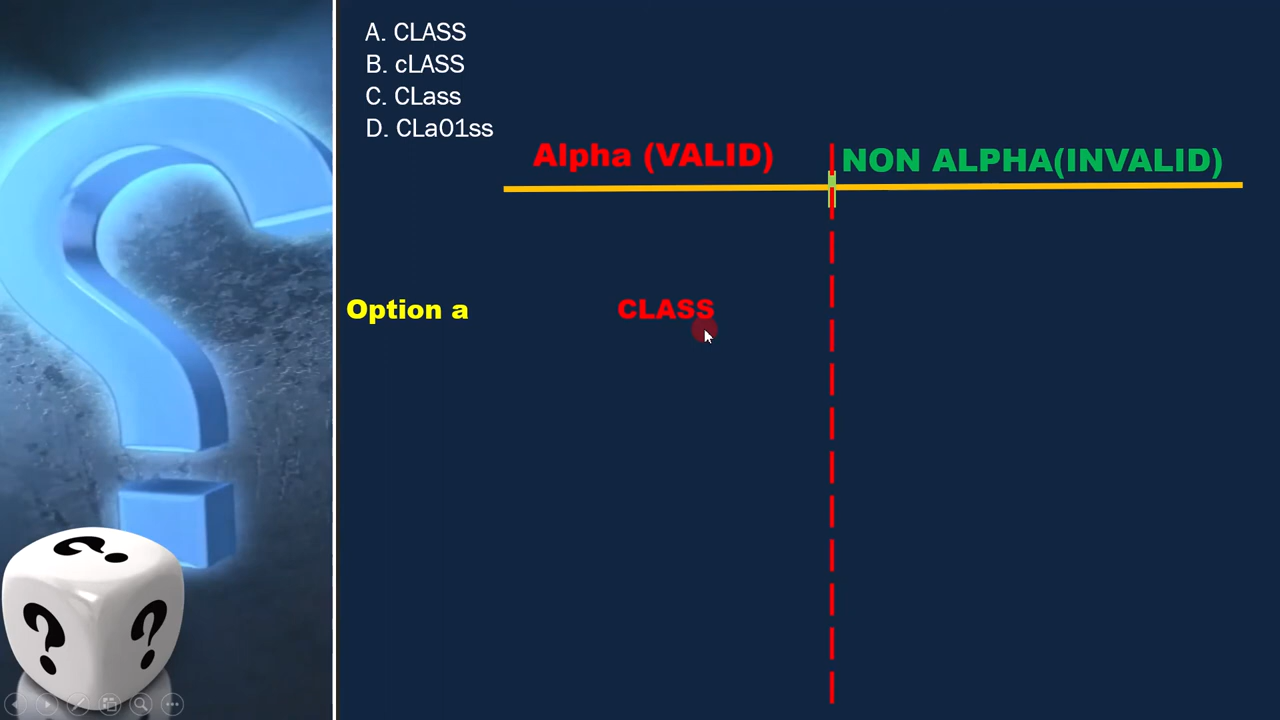 A. CLASS
B. cLASS
C. CLass
D. CLa01ss
Alpha (VALID)
NON ALPHA(INVALID)
Option a
CLASS